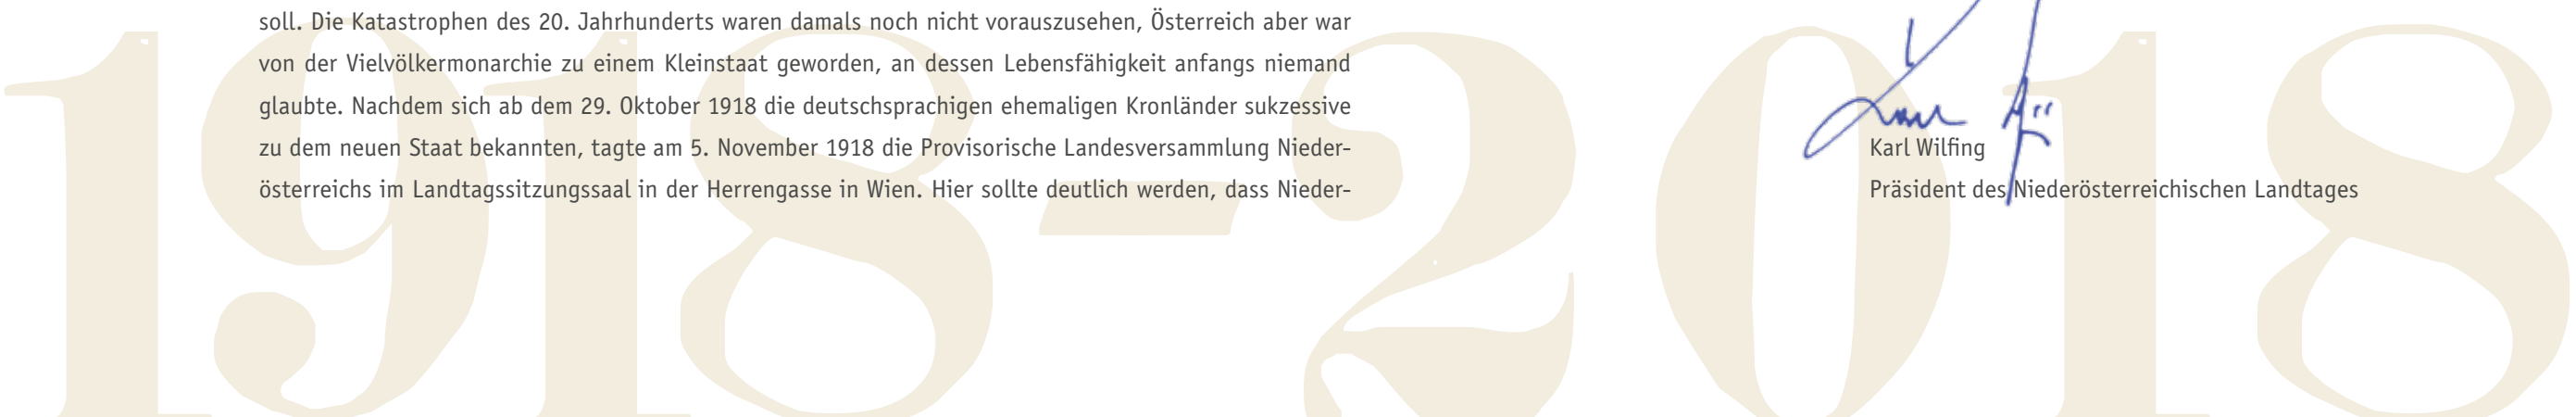 soll. Die Katastrophen des 20. Jahrhunderts waren damals noch nicht vorauszusehen, Österreich aber war
von der Vielvölkermonarchie zu einem Kleinstaat geworden, an dessen Lebensfähigkeit anfangs niemand
glaubte. Nachdem sich ab dem 29. Oktober 1918 die deutschsprachigen ehemaligen Kronländer sukzessive
zu dem neuen Staat bekannten, tagte am 5. November 1918 die Provisorische Landesversammlung Nieder-
österreichs im Landtagssitzungssaal in der Herrengasse in Wien. Hier sollte deutlich werden, dass Nieder-
Karl Wilfing
Präsident des Niederösterreichischen Landtages
1918–2018